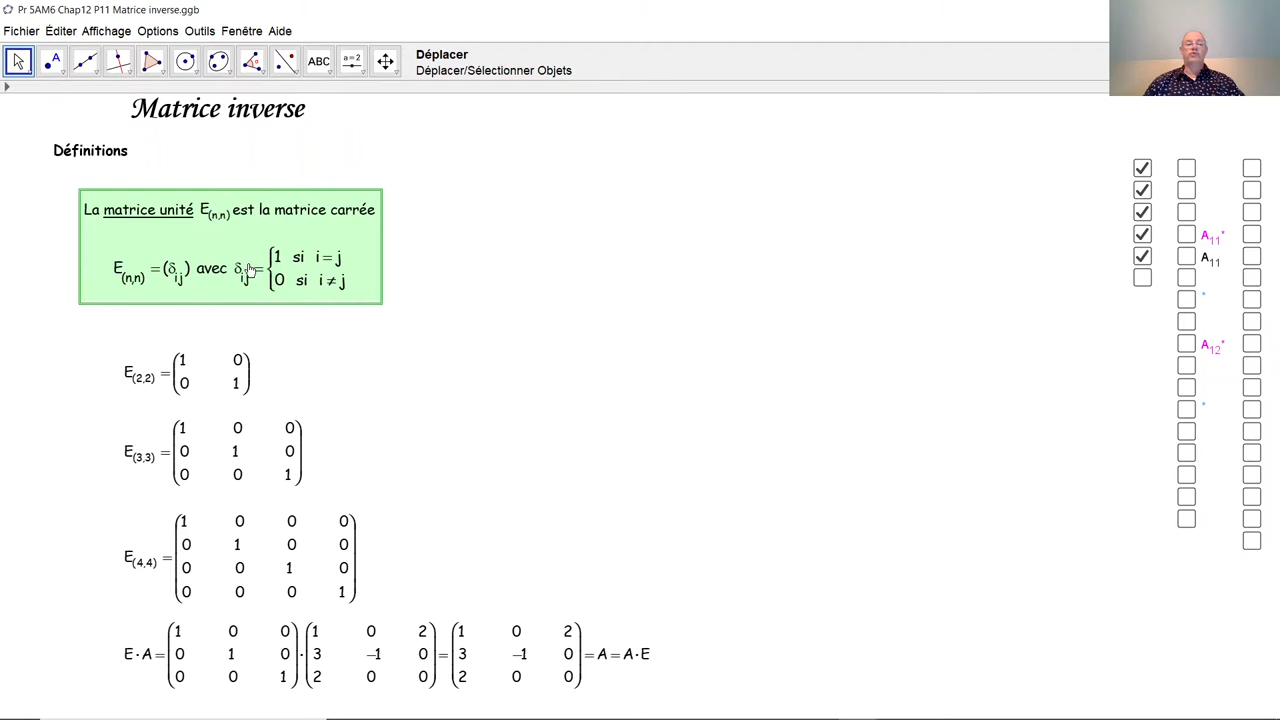 Pr 5AM6 Chap12 P11 Matrice inverse.ggb
Fichier Éditer Affichage Options Outils Fenêtre Aide
A ABC a=2 Déplacer
Déplacer/Sélectionner Objets
Matrice inverse
Définitions
La matrice unité E(n,n) est la matrice carrée
E(n,n) = (δij) avec δij = {1 si i = j
0 si i ≠ j
E(2,2) = (1 0
0 1)
E(3,3) = (1 0 0
0 1 0
0 0 1)
E(4,4) = (1 0 0 0
0 1 0 0
0 0 1 0
0 0 0 1)
E·A = (1 0 0
0 1 0
0 0 1) · (1 0 2
3 −1 0
2 0 0) = (1 0 2
3 −1 0
2 0 0) = A = A·E
A11*
A11
*
A12*
*